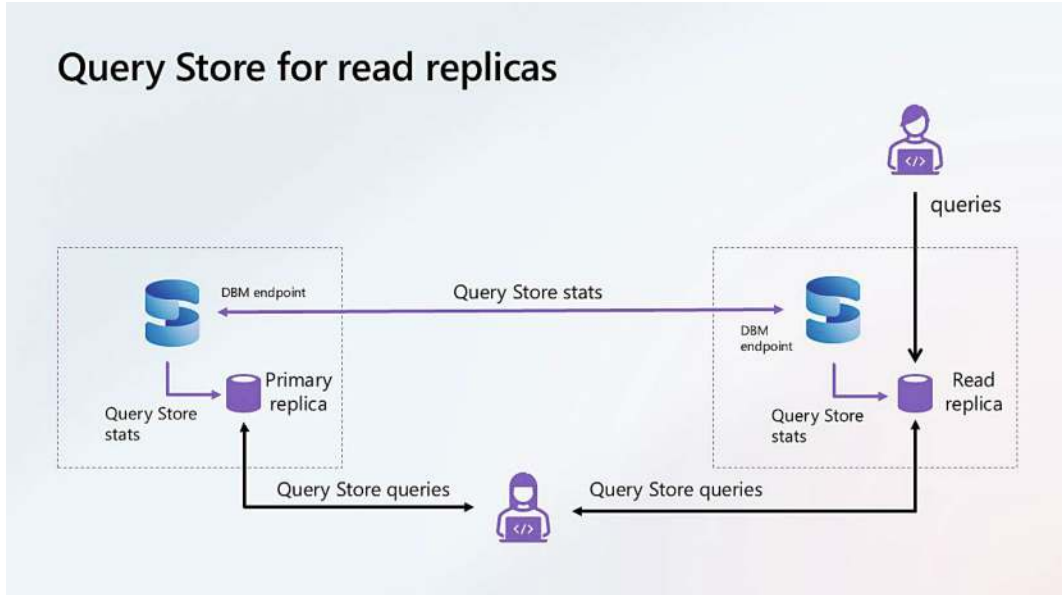 Query Store for read replicas
queries
DBM endpoint
Query Store stats
DBM
endpoint
Primary
replica
Query Store
stats
Read
replica
Query Store
stats
Query Store queries
Query Store queries
</>
</>